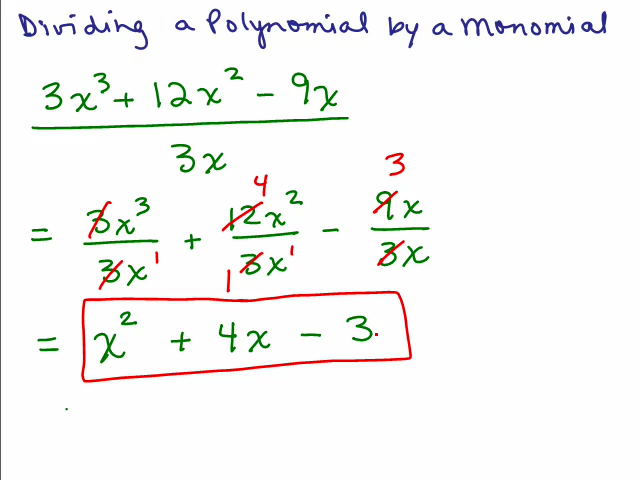 Dividing a Polynomial by a Monomial
3x³ + 12x² - 9x
3x
4 3
= 3x³ + 12x² - 9x
3x¹ 1 3x¹ 3x
= x² + 4x - 3.